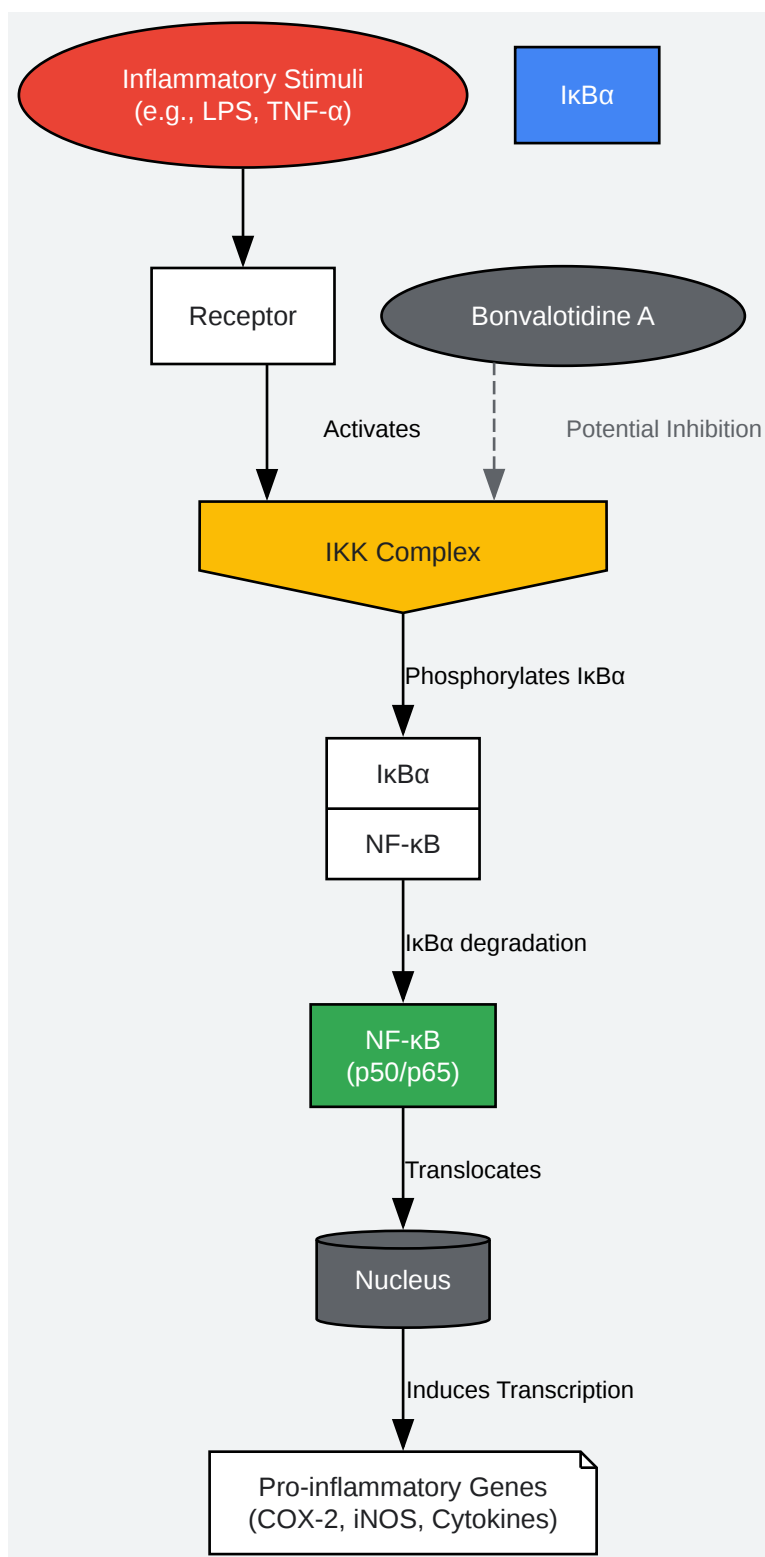 Inflammatory Stimuli
(e.g., LPS, TNF-α)
IκBα
Receptor
Bonvalotidine A
Activates
Potential Inhibition
IKK Complex
Phosphorylates IκBα
IκBα
NF-κB
IκBα degradation
NF-κB
(p50/p65)
Translocates
Nucleus
Induces Transcription
Pro-inflammatory Genes
(COX-2, iNOS, Cytokines)